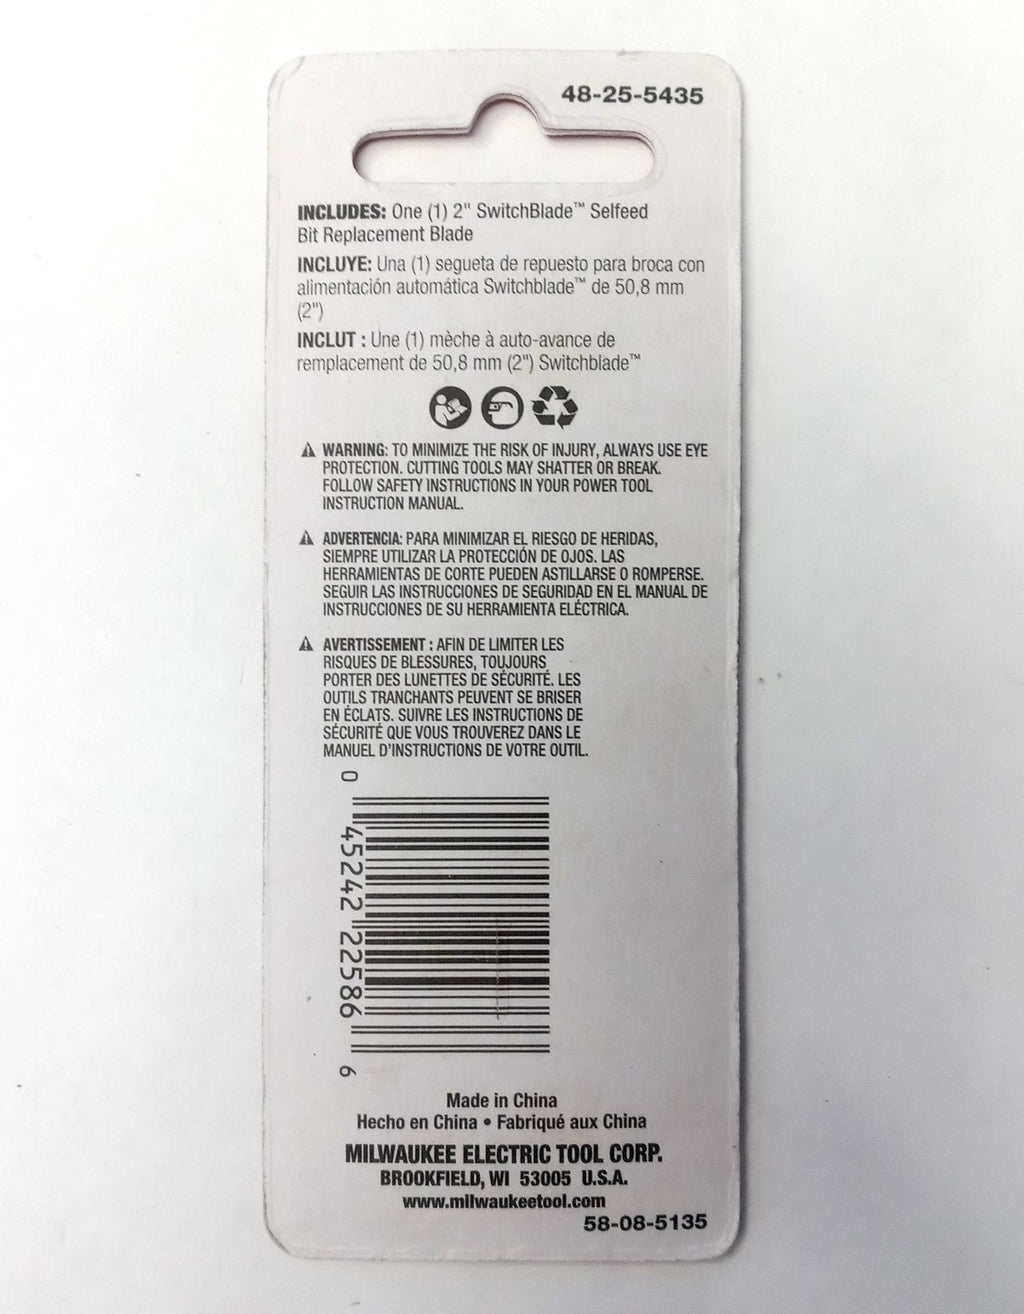 48-25-5435
INCLUDES: One (1) 2" SwitchBlade™ Selfeed
Bit Replacement Blade
INCLUYE: Una (1) segueta de repuesto para broca con
alimentación automática Switchblade™ de 50,8 mm
(2")
INCLUT : Une (1) mèche à auto-avance de
remplacement de 50,8 mm (2") Switchblade™
WARNING: TO MINIMIZE THE RISK OF INJURY, ALWAYS USE EYE
PROTECTION. CUTTING TOOLS MAY SHATTER OR BREAK.
FOLLOW SAFETY INSTRUCTIONS IN YOUR POWER TOOL
INSTRUCTION MANUAL.
ADVERTENCIA: PARA MINIMIZAR EL RIESGO DE HERIDAS,
SIEMPRE UTILIZAR LA PROTECCIÓN DE OJOS. LAS
HERRAMIENTAS DE CORTE PUEDEN ASTILLARSE O ROMPERSE.
SEGUIR LAS INSTRUCCIONES DE SEGURIDAD EN EL MANUAL DE
INSTRUCCIONES DE SU HERRAMIENTA ELÉCTRICA.
AVERTISSEMENT : AFIN DE LIMITER LES
RISQUES DE BLESSURES, TOUJOURS
PORTER DES LUNETTES DE SÉCURITÉ. LES
OUTILS TRANCHANTS PEUVENT SE BRISER
EN ÉCLATS. SUIVRE LES INSTRUCTIONS DE
SÉCURITÉ QUE VOUS TROUVEREZ DANS LE
MANUEL D'INSTRUCTIONS DE VOTRE OUTIL.
0 45242 22586 6
Made in China
Hecho en China • Fabriqué aux China
MILWAUKEE ELECTRIC TOOL CORP.
BROOKFIELD, WI 53005 U.S.A.
www.milwaukeetool.com
58-08-5135